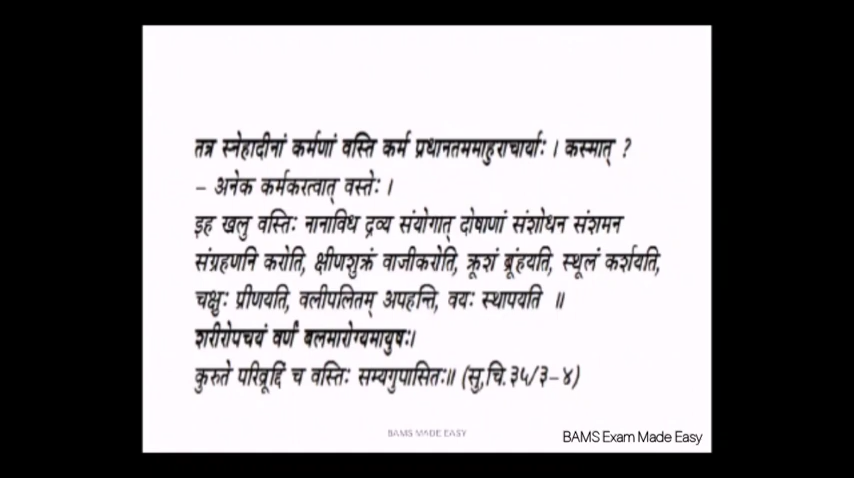 तत्र स्नेहादीनां कर्मणां वस्ति कर्म प्रधानतममाहुराचार्याः । कस्मात् ?
– अनेक कर्मकरत्वात् वस्तेः ।
इह खलु वस्तिः नानाविध द्रव्य संयोगात् दोषाणां संशोधन संशमन
संग्रहणनि करोति, क्षीणशुक्रं वाजीकरोति, क्रूशं ब्रूंहयति, स्थूलं कर्शयति,
चक्षुः प्रीणयति, वलीपलितम् अपहन्ति, वयः स्थापयति ॥
शरीरोपचयं वर्णं बलमारोग्यमायुषः।
कुरुते परिवूर्द्दि च वस्तिः सम्यगुपासितः॥ (सु,चि.३५/३–४)
BAMS MADE EASY
BAMS Exam Made Easy